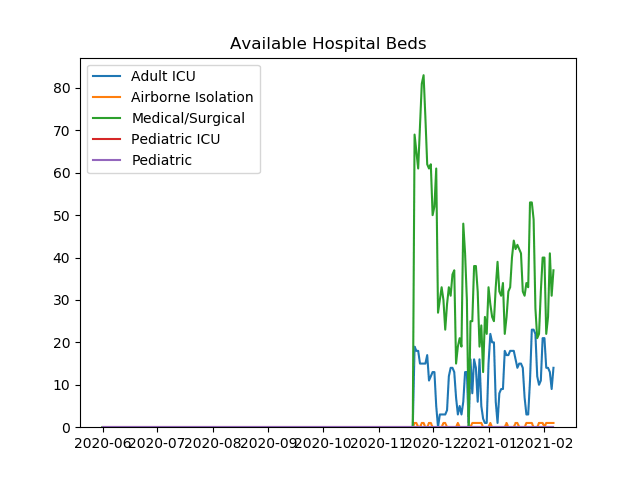 Available Hospital Beds
Adult ICU
Airborne Isolation
Medical/Surgical
Pediatric ICU
Pediatric
80
70
60
50
40
30
20
10
0
2020-06 2020-07 2020-08 2020-09 2020-10 2020-11 2020-12 2021-01 2021-02